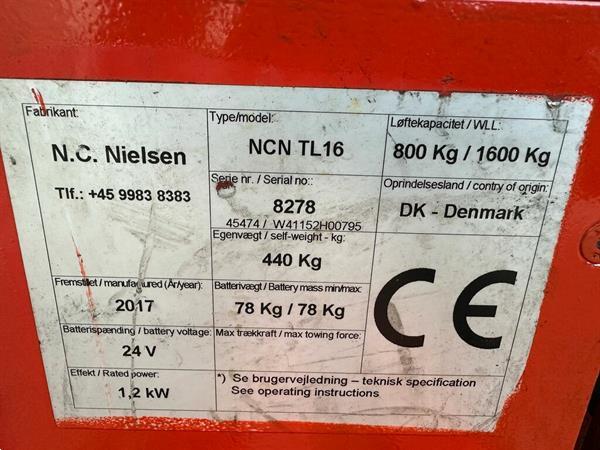 Fabrikant:
N.C. Nielsen
Tlf.: +45 9983 8383
Type/model:
NCN TL16
Løftekapacitet / WLL:
800 Kg / 1600 Kg
Serie nr. / Serial no::
8278
45474 / W41152H00795
Oprindelsesland / contry of origin:
DK - Denmark
Egenvægt / self-weight - kg:
440 Kg
Fremstillet / manufactured (År/year):
2017
Batterivægt / Battery mass min/max:
78 Kg / 78 Kg
CE
Batterispænding / battery voltage:
24 V
Max trækkraft / max towing force:
Effekt / Rated power:
1,2 kW
*) Se brugervejledning – teknisk specification
See operating instructions